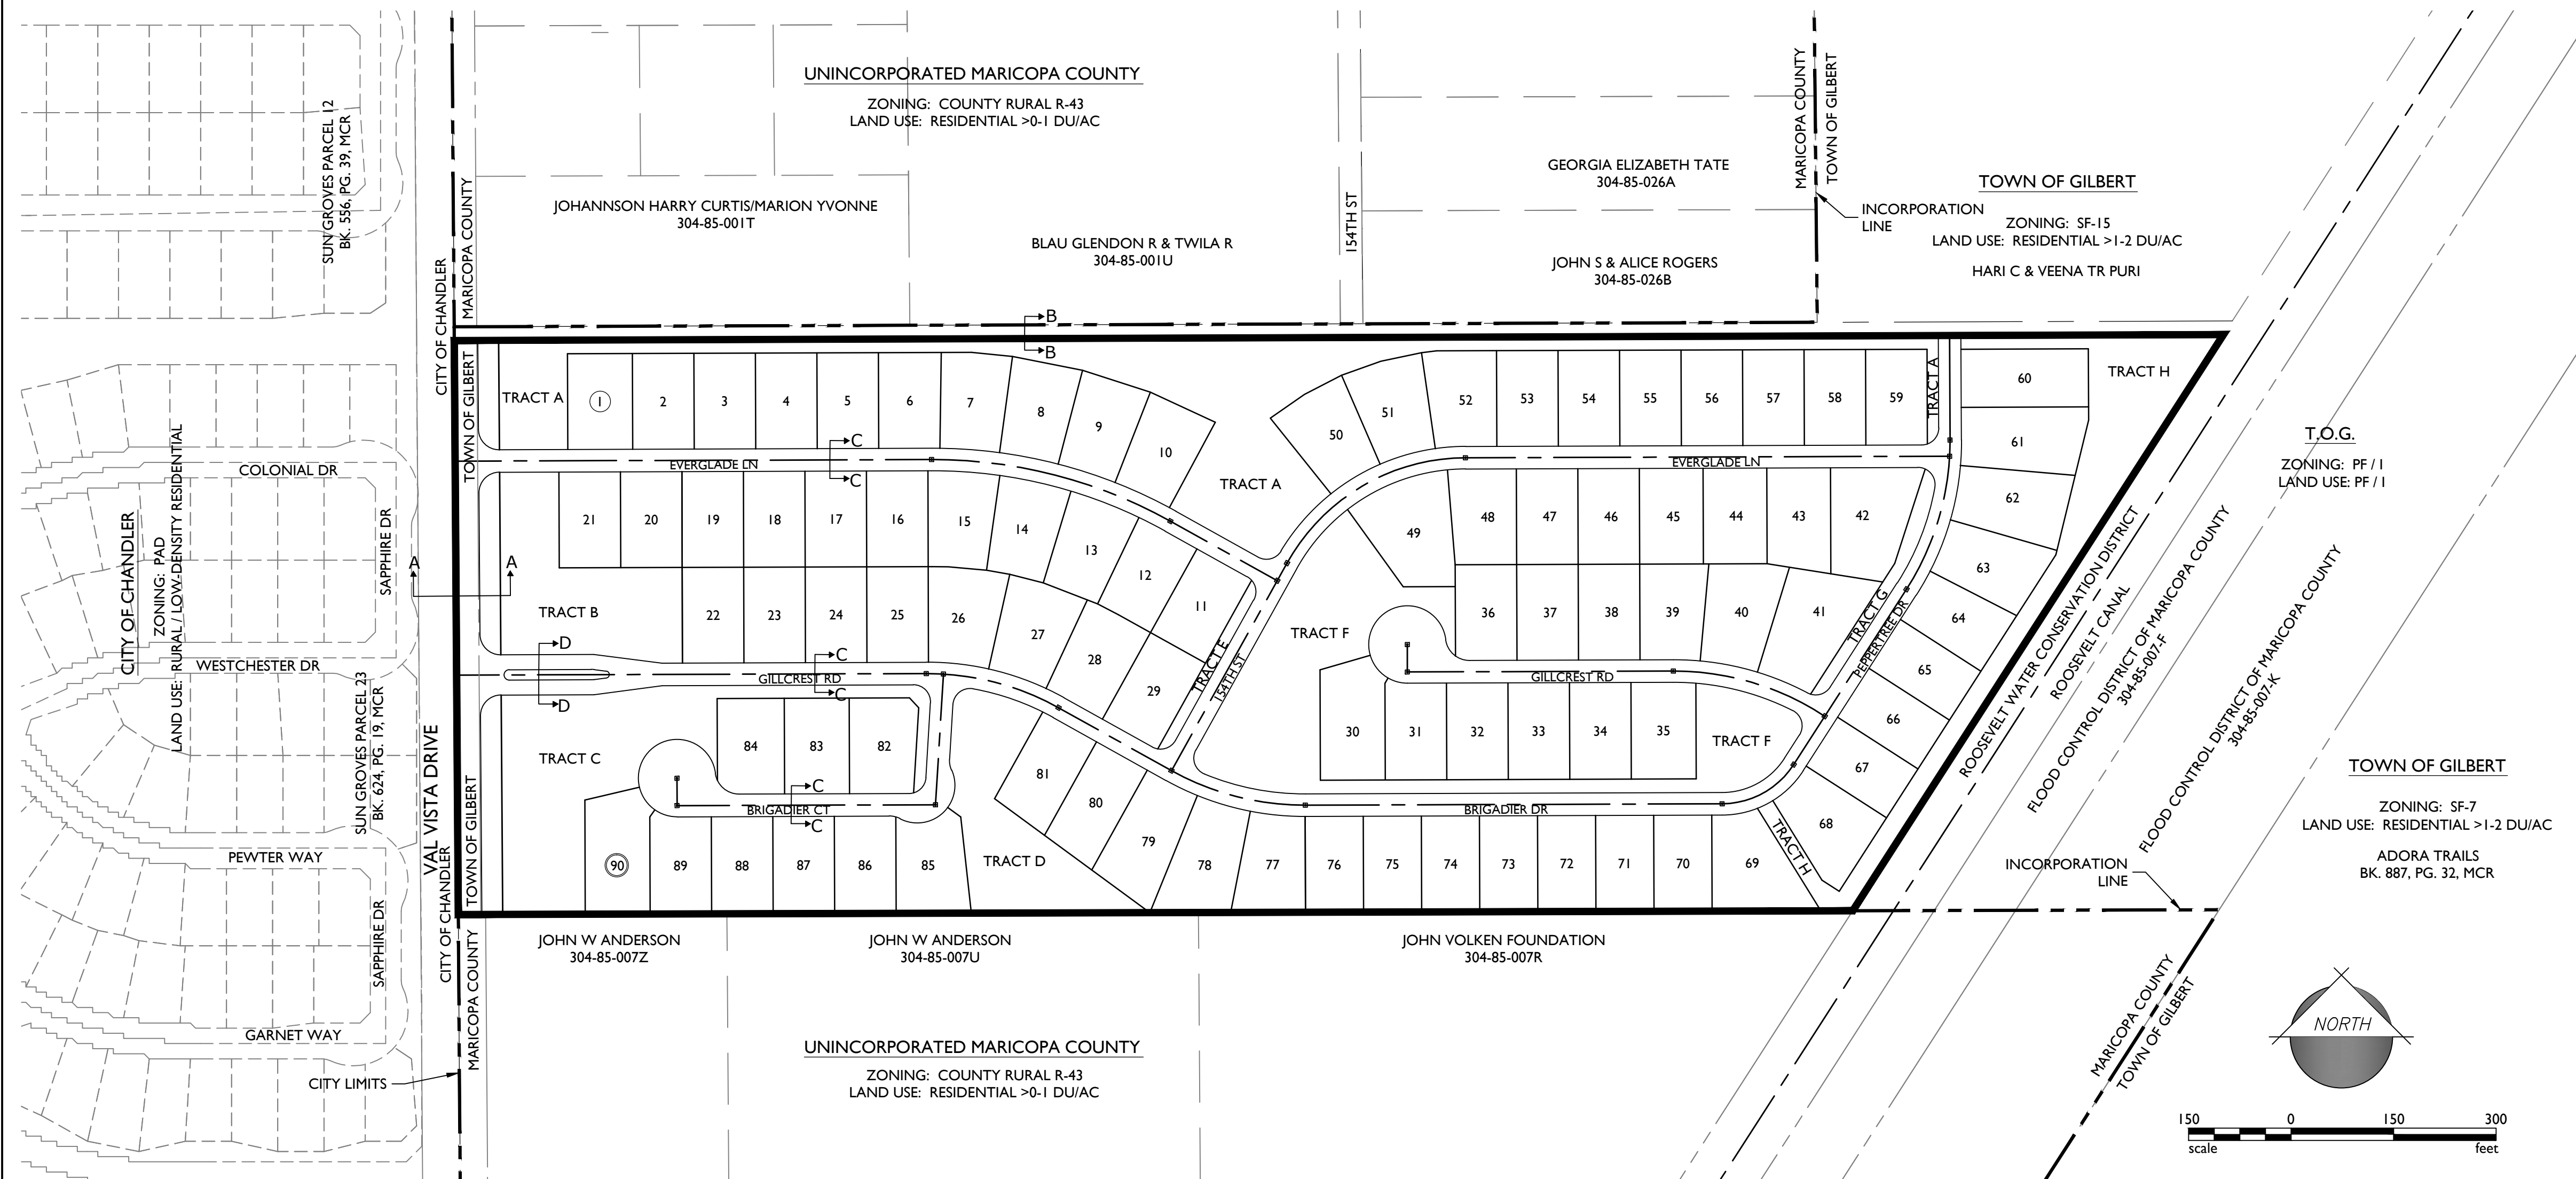 UNINCORPORATED MARICOPA COUNTY
ZONING: COUNTY RURAL R-43
LAND USE: RESIDENTIAL >0-1 DU/AC
SUN GROVES PARCEL 12
BK. 556, PG. 39, MCR
CITY OF CHANDLER
MARICOPA COUNTY
JOHANNSON HARRY CURTIS/MARION YVONNE
304-85-001T
BLAU GLENDON R & TWILA R
304-85-001U
154TH ST
GEORGIA ELIZABETH TATE
304-85-026A
JOHN S & ALICE ROGERS
304-85-026B
MARICOPA COUNTY
TOWN OF GILBERT
INCORPORATION
LINE
TOWN OF GILBERT
ZONING: SF-15
LAND USE: RESIDENTIAL >1-2 DU/AC
HARI C & VEENA TR PURI
B
B
TOWN OF GILBERT
TRACT A
1
2
3
4
5
6
7
8
9
10
50
51
52
53
54
55
56
57
58
59
TRACT A
60
TRACT H
61
62
C
C
EVERGLADE LN
TRACT A
EVERGLADE LN
21
20
19
18
17
16
15
14
13
12
11
49
48
47
46
45
44
43
42
TRACT B
22
23
24
25
26
27
28
29
TRACT E
154TH ST
TRACT F
36
37
38
39
40
41
TRACT G
PEPPERTREE DR
63
64
65
66
67
68
A
A
D
D
C
C
GILLCREST RD
GILLCREST RD
30
31
32
33
34
35
TRACT F
TRACT C
84
83
82
81
80
79
C
C
BRIGADIER CT
BRIGADIER DR
TOWN OF GILBERT
90
89
88
87
86
85
TRACT D
78
77
76
75
74
73
72
71
70
69
TRACT H
COLONIAL DR
SAPPHIRE DR
CITY OF CHANDLER
ZONING: PAD
LAND USE: RURAL / LOW-DENSITY RESIDENTIAL
WESTCHESTER DR
SUN GROVES PARCEL 23
BK. 624, PG. 19, MCR
VAL VISTA DRIVE
PEWTER WAY
SAPPHIRE DR
CITY OF CHANDLER
MARICOPA COUNTY
GARNET WAY
CITY LIMITS
T.O.G.
ZONING: PF / I
LAND USE: PF / I
ROOSEVELT WATER CONSERVATION DISTRICT
ROOSEVELT CANAL
FLOOD CONTROL DISTRICT OF MARICOPA COUNTY
304-85-007-F
FLOOD CONTROL DISTRICT OF MARICOPA COUNTY
304-85-007-K
TOWN OF GILBERT
ZONING: SF-7
LAND USE: RESIDENTIAL >1-2 DU/AC
ADORA TRAILS
BK. 887, PG. 32, MCR
INCORPORATION
LINE
JOHN W ANDERSON
304-85-007Z
JOHN W ANDERSON
304-85-007U
JOHN VOLKEN FOUNDATION
304-85-007R
UNINCORPORATED MARICOPA COUNTY
ZONING: COUNTY RURAL R-43
LAND USE: RESIDENTIAL >0-1 DU/AC
MARICOPA COUNTY
TOWN OF GILBERT
NORTH
150 0 150 300
scale feet